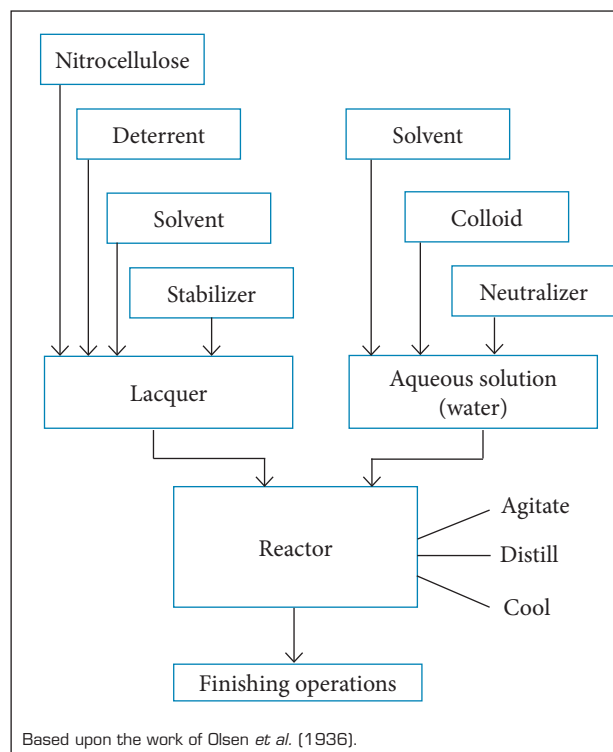 Nitrocellulose
Deterrent
Solvent
Solvent
Colloid
Stabilizer
Neutralizer
Lacquer
Aqueous solution
(water)
Reactor
Agitate
Distill
Cool
Finishing operations
Based upon the work of Olsen et al. (1936).